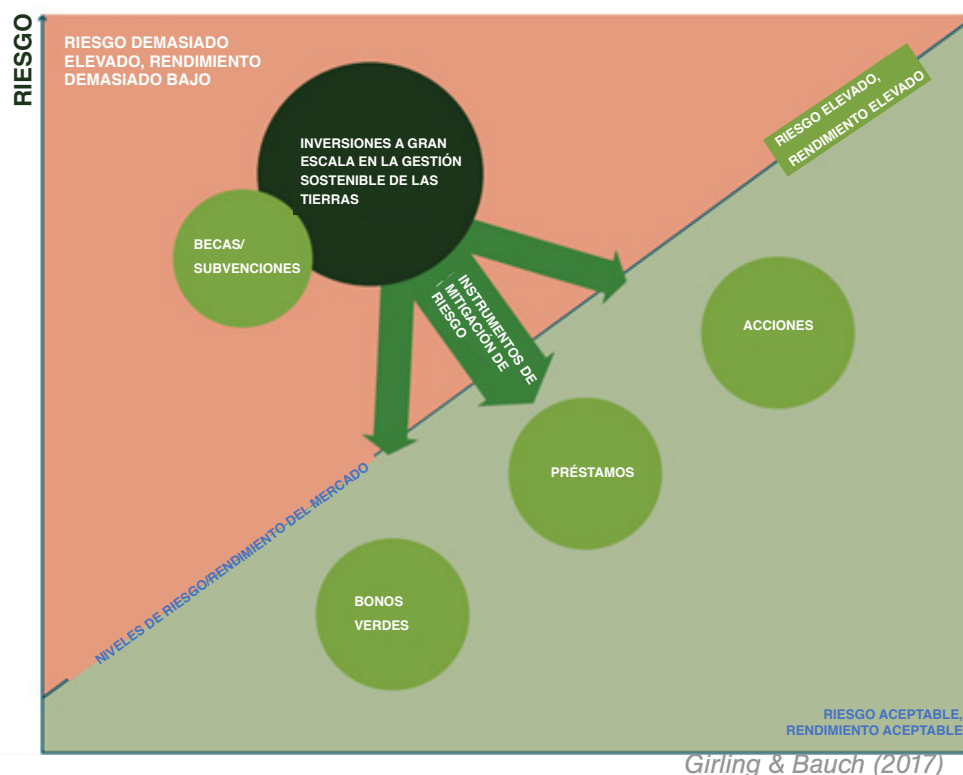 RIESGO
RIESGO DEMASIADO
ELEVADO, RENDIMIENTO
DEMASIADO BAJO
RIESGO ELEVADO,
RENDIMIENTO ELEVADO
INVERSIONES A GRAN
ESCALA EN LA GESTIÓN
SOSTENIBLE DE LAS
TIERRAS
BECAS/
SUBVENCIONES
INSTRUMENTOS DE
MITIGACIÓN DE
RIESGO
ACCIONES
PRÉSTAMOS
NIVELES DE RIESGO/RENDIMIENTO DEL MERCADO
BONOS
VERDES
RIESGO ACEPTABLE,
RENDIMIENTO ACEPTABLE
Girling & Bauch (2017)